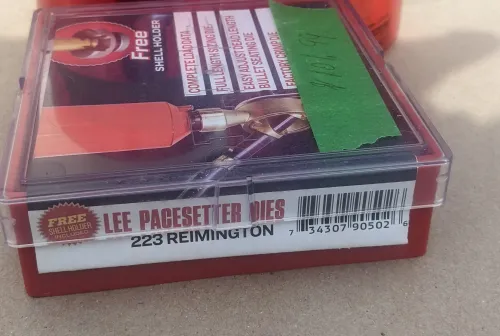 Free
SHELL HOLDER
COMPLETE LOAD DATA
FULL LENGTH SIZING DIE
EASY ADJUST DEAD LENGTH
BULLET SEATING DIE
FACTORY CRIMP DIE
FREE
SHELL HOLDER
LEE PACESETTER DIES
223 REIMINGTON
7 34307 90502 6